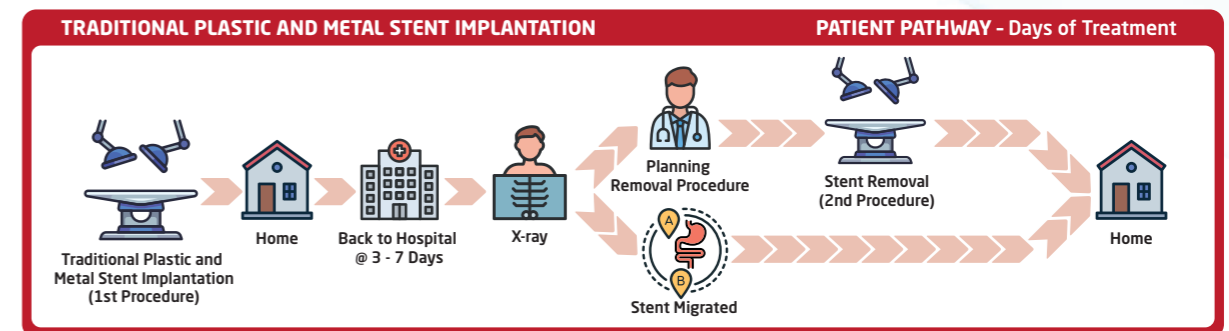 TRADITIONAL PLASTIC AND METAL STENT IMPLANTATION
PATIENT PATHWAY – Days of Treatment
Traditional Plastic and
Metal Stent Implantation
(1st Procedure)
Home
Back to Hospital
@ 3 - 7 Days
X-ray
Planning
Removal Procedure
Stent Removal
(2nd Procedure)
A
B
Stent Migrated
Home